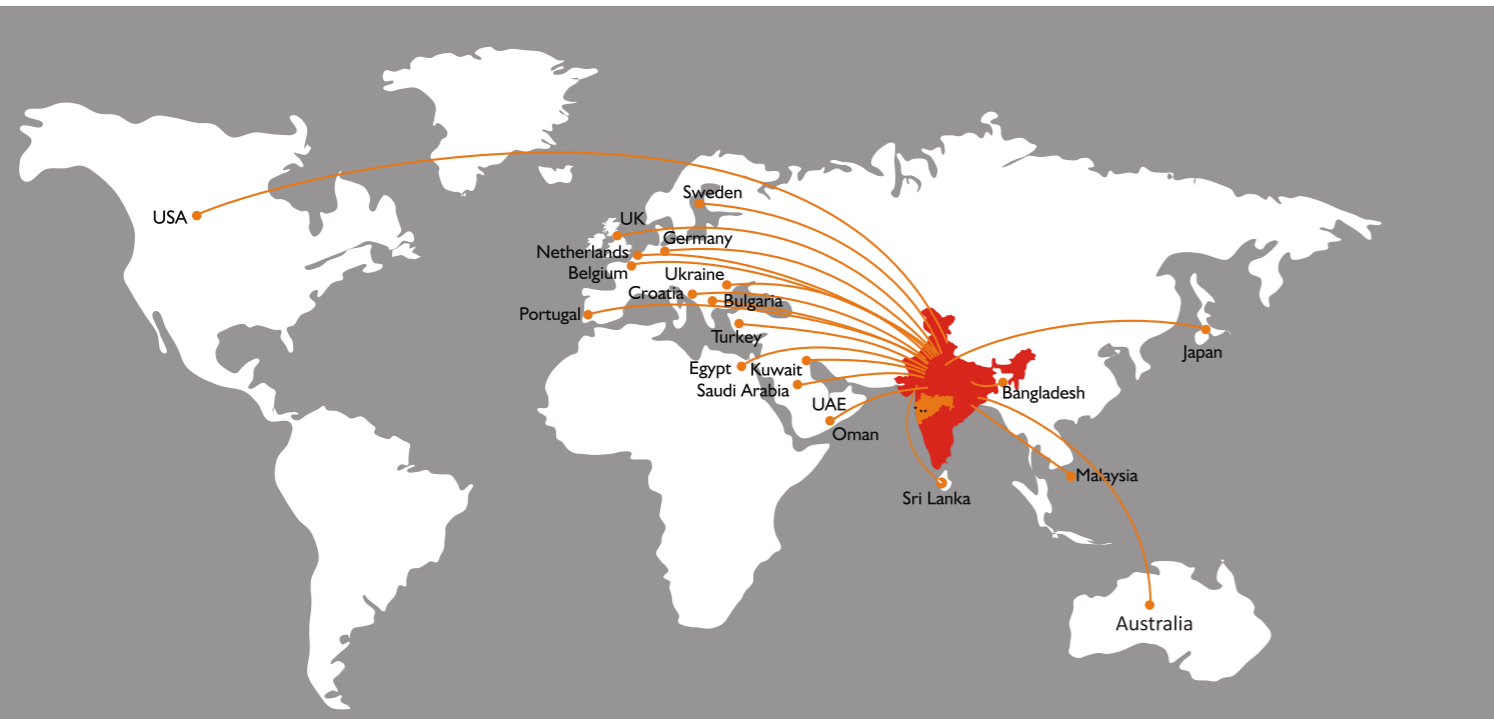 Sweden
USA
UK
Germany
Netherlands
Belgium
Ukraine
Croatia
Bulgaria
Portugal
Turkey
Japan
Egypt
Kuwait
Saudi Arabia
Bangladesh
UAE
Oman
Malaysia
Sri Lanka
Australia